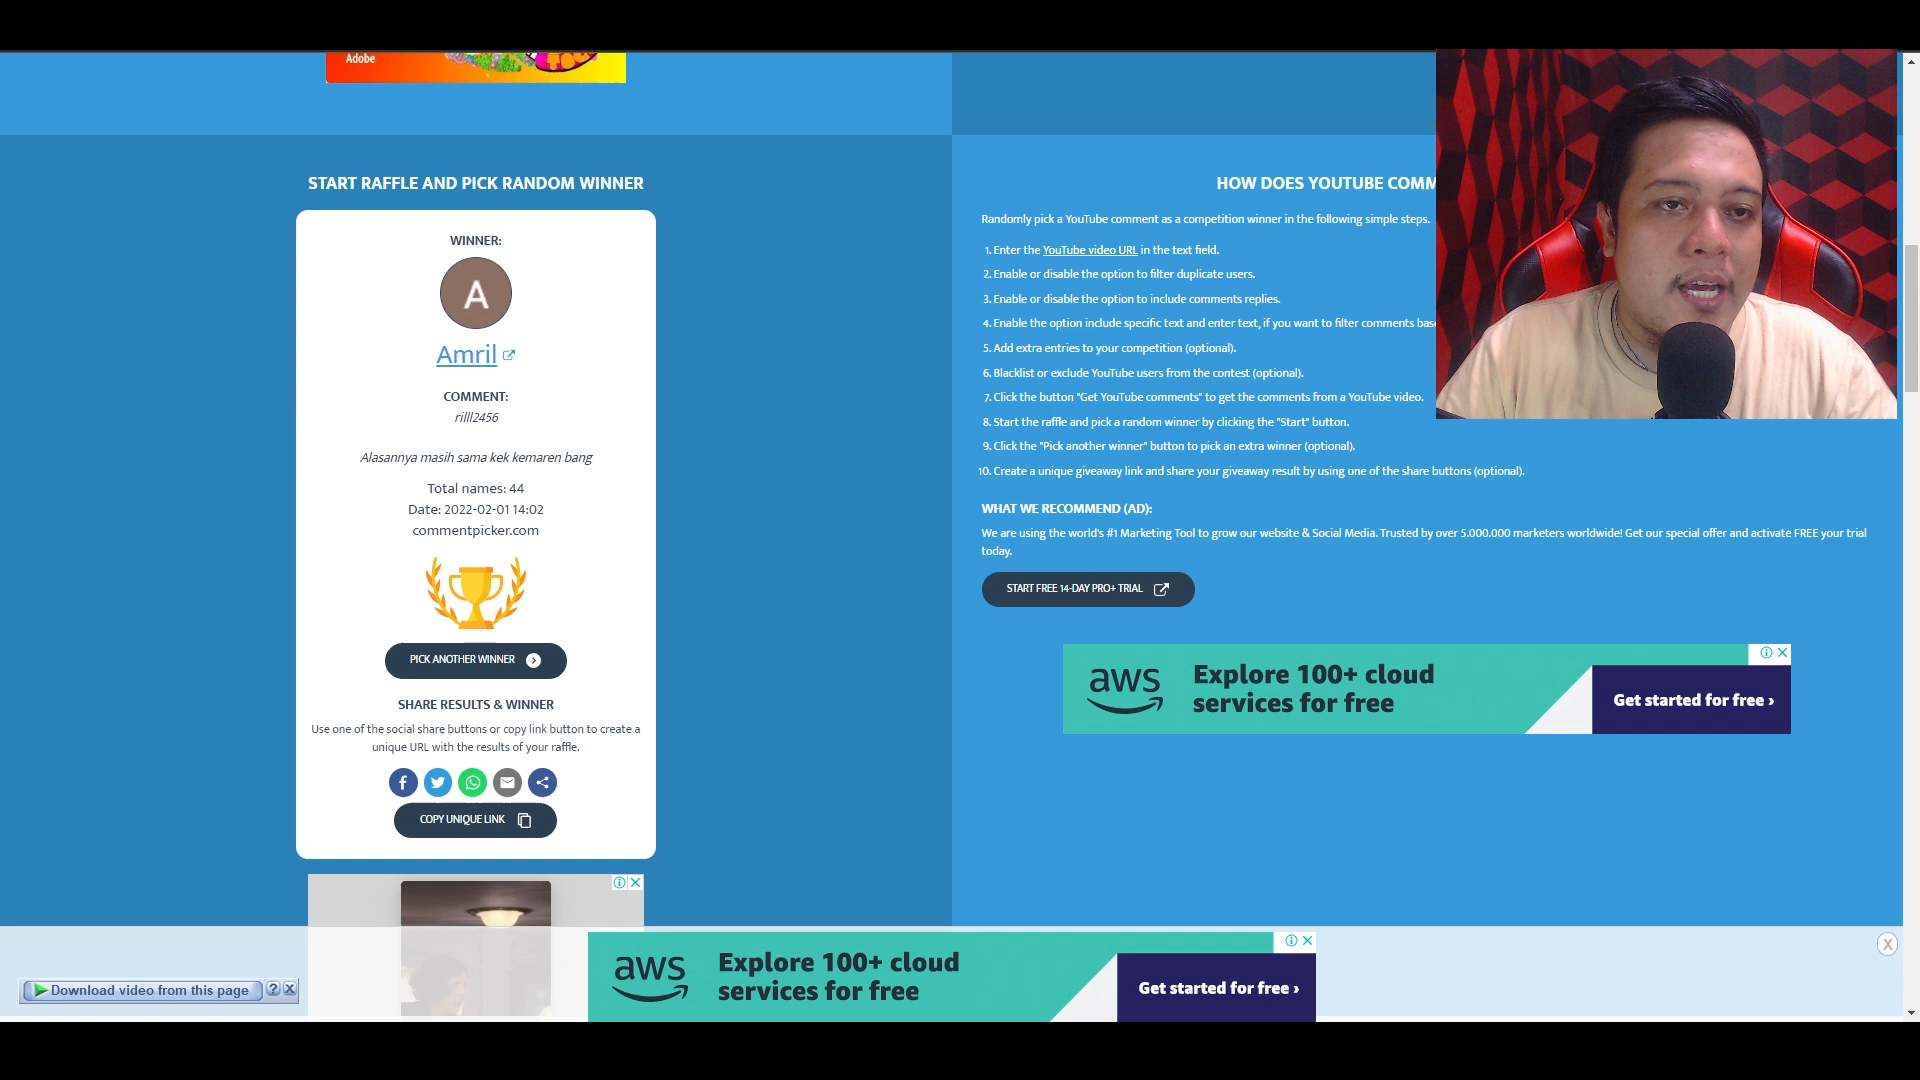 Adobe
START RAFFLE AND PICK RANDOM WINNER
WINNER:
A
Amril
COMMENT:
rilll2456
Alasannya masih sama kek kemaren bang
Total names: 44
Date: 2022-02-01 14:02
commentpicker.com
PICK ANOTHER WINNER
SHARE RESULTS & WINNER
Use one of the social share buttons or copy link button to create a
unique URL with the results of your raffle.
COPY UNIQUE LINK
HOW DOES YOUTUBE COMM
Randomly pick a YouTube comment as a competition winner in the following simple steps.
1. Enter the YouTube video URL in the text field.
2. Enable or disable the option to filter duplicate users.
3. Enable or disable the option to include comments replies.
4. Enable the option include specific text and enter text, if you want to filter comments base
5. Add extra entries to your competition (optional).
6. Blacklist or exclude YouTube users from the contest (optional).
7. Click the button "Get YouTube comments" to get the comments from a YouTube video.
8. Start the raffle and pick a random winner by clicking the "Start" button.
9. Click the "Pick another winner" button to pick an extra winner (optional).
10. Create a unique giveaway link and share your giveaway result by using one of the share buttons (optional).
WHAT WE RECOMMEND (AD):
We are using the world's #1 Marketing Tool to grow our website & Social Media. Trusted by over 5.000.000 marketers worldwide! Get our special offer and activate FREE your trial
today.
START FREE 14-DAY PRO+ TRIAL
aws
Explore 100+ cloud
services for free
Get started for free ›
aws
Explore 100+ cloud
services for free
Get started for free ›
Download video from this page